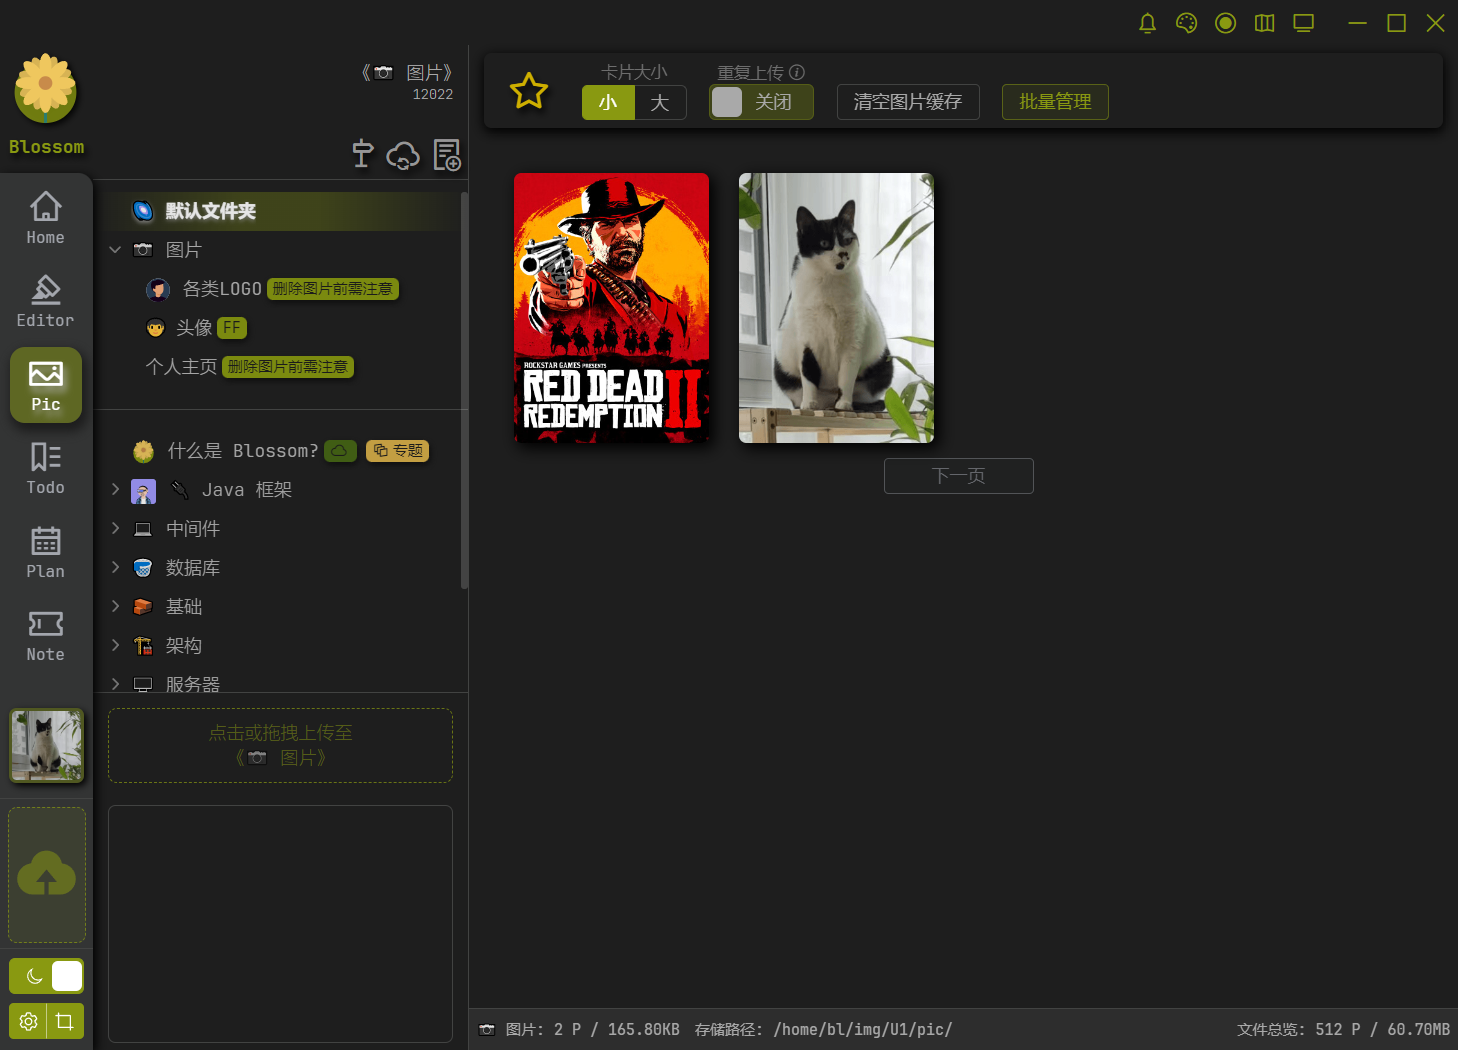 《📷 图片》
12022
Blossom
Home
Editor
Pic
Todo
Plan
Note
默认文件夹
图片
各类LOGO 删除图片前需注意
头像 FF
个人主页 删除图片前需注意
什么是 Blossom? 专题
Java 框架
中间件
数据库
基础
架构
服务器
点击或拖拽上传至
《📷 图片》
卡片大小
小 大
重复上传
关闭
清空图片缓存
批量管理
ROCKSTAR GAMES PRESENTS
RED DEAD
REDEMPTION II
下一页
图片: 2 P / 165.80KB 存储路径: /home/bl/img/U1/pic/
文件总览: 512 P / 60.70MB